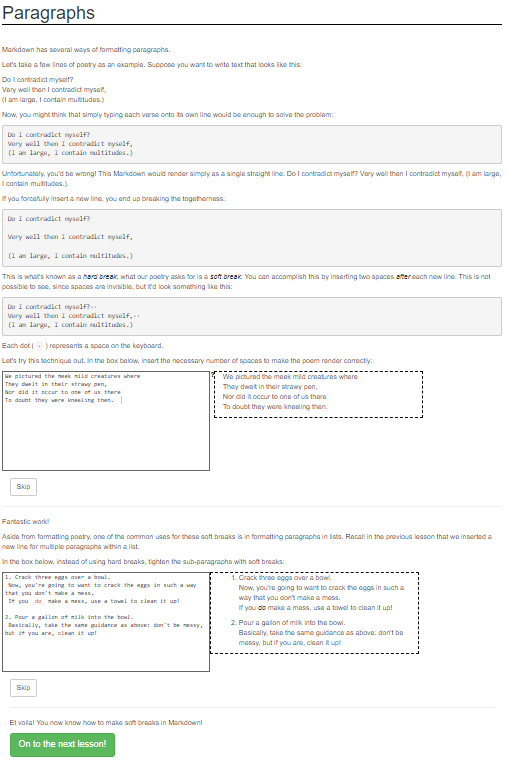 Paragraphs
Markdown has several ways of formatting paragraphs.
Let's take a few lines of poetry as an example. Suppose you want to write text that looks like this:
Do I contradict myself?
Very well then I contradict myself,
(I am large, I contain multitudes.)
Now, you might think that simply typing each verse onto its own line would be enough to solve the problem:
Do I contradict myself?
Very well then I contradict myself,
(I am large, I contain multitudes.)
Unfortunately, you'd be wrong! This Markdown would render simply as a single straight line: Do I contradict myself? Very well then I contradict myself, (I am large,
I contain multitudes.).
If you forcefully insert a new line, you end up breaking the togetherness:
Do I contradict myself?
Very well then I contradict myself,
(I am large, I contain multitudes.)
This is what's known as a hard break; what our poetry asks for is a soft break. You can accomplish this by inserting two spaces after each new line. This is not
possible to see, since spaces are invisible, but it'd look something like this:
Do I contradict myself?··
Very well then I contradict myself,··
(I am large, I contain multitudes.)
Each dot ( · ) represents a space on the keyboard.
Let's try this technique out. In the box below, insert the necessary number of spaces to make the poem render correctly:
We pictured the meek mild creatures where
They dwelt in their strawy pen,
Nor did it occur to one of us there
To doubt they were kneeling then.
We pictured the meek mild creatures where
They dwelt in their strawy pen,
Nor did it occur to one of us there
To doubt they were kneeling then.
Skip
Fantastic work!
Aside from formatting poetry, one of the common uses for these soft breaks is in formatting paragraphs in lists. Recall in the previous lesson that we inserted a
new line for multiple paragraphs within a list.
In the box below, instead of using hard breaks, tighten the sub-paragraphs with soft breaks:
1. Crack three eggs over a bowl.
Now, you're going to want to crack the eggs in such a way
that you don't make a mess.
If you _do_ make a mess, use a towel to clean it up!
2. Pour a gallon of milk into the bowl.
Basically, take the same guidance as above: don't be messy,
but if you are, clean it up!
1. Crack three eggs over a bowl.
Now, you're going to want to crack the eggs in such a
way that you don't make a mess.
If you do make a mess, use a towel to clean it up!
2. Pour a gallon of milk into the bowl.
Basically, take the same guidance as above: don't be
messy, but if you are, clean it up!
Skip
Et voila! You now know how to make soft breaks in Markdown!
On to the next lesson!